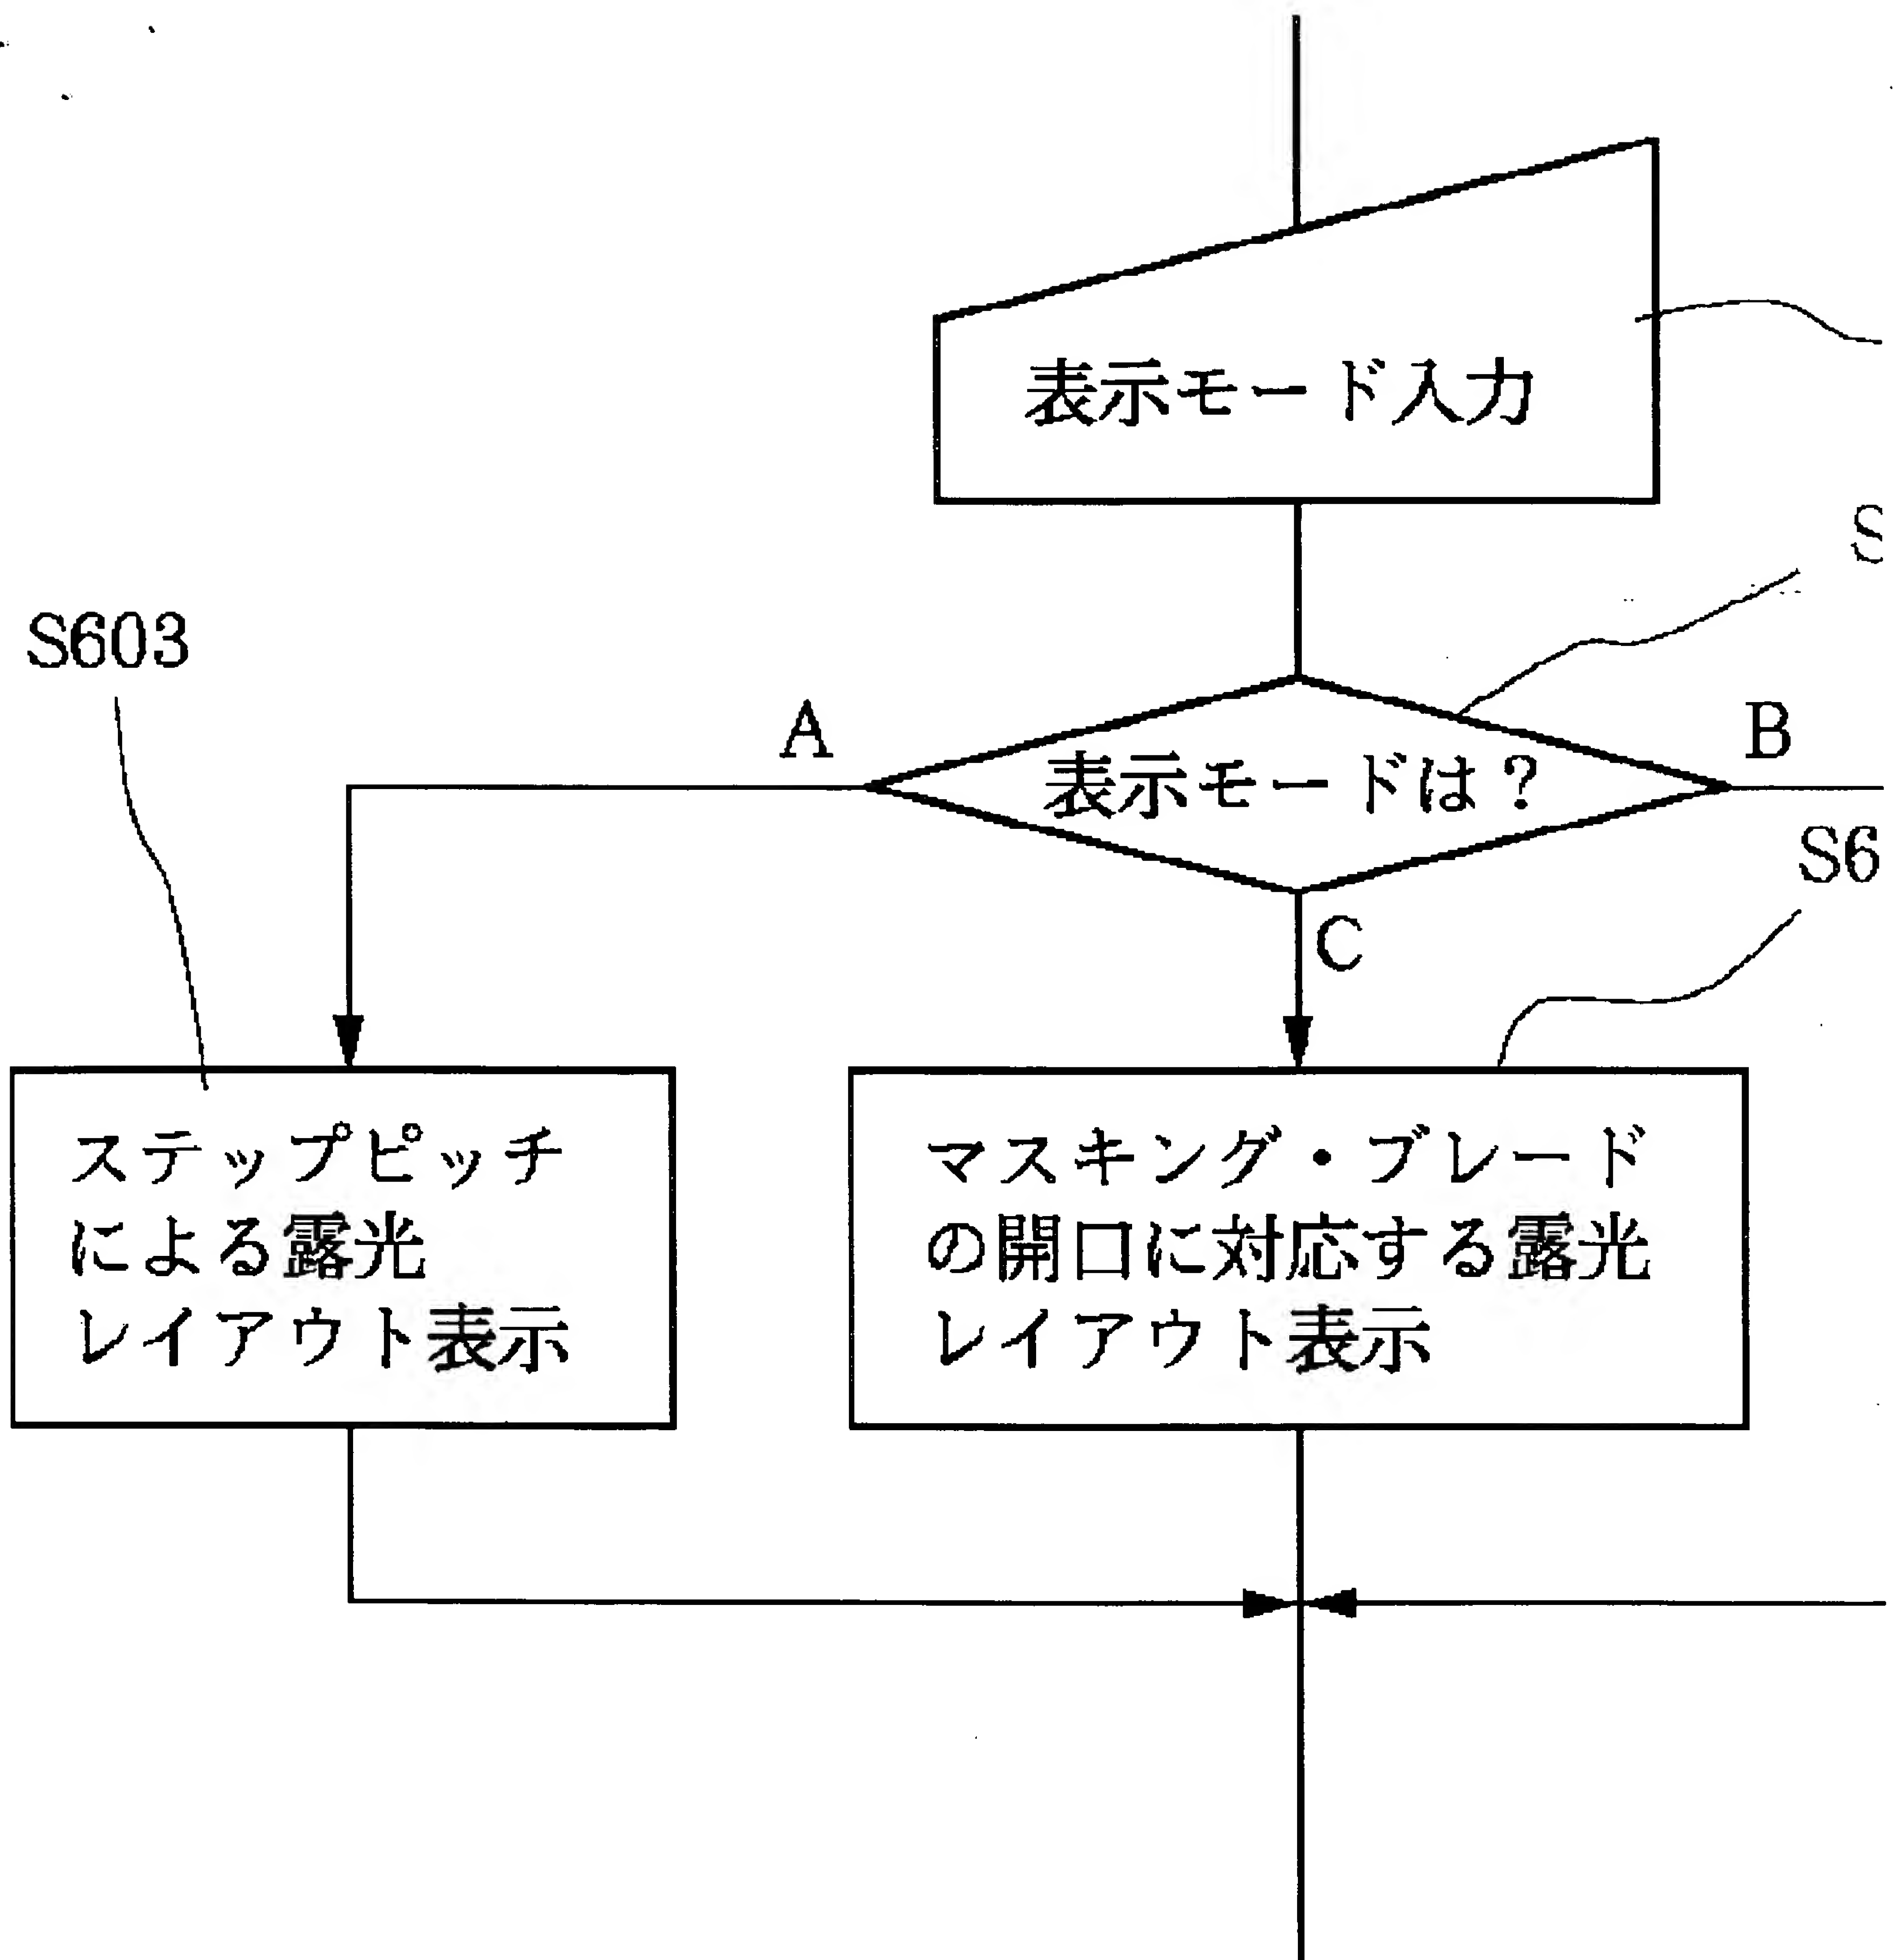 表示モード入力
S603
A
表示モードは？
B
C
S6
ステップピッチ
による露光
レイアウト表示
マスキング・ブレード
の開口に対応する露光
レイアウト表示